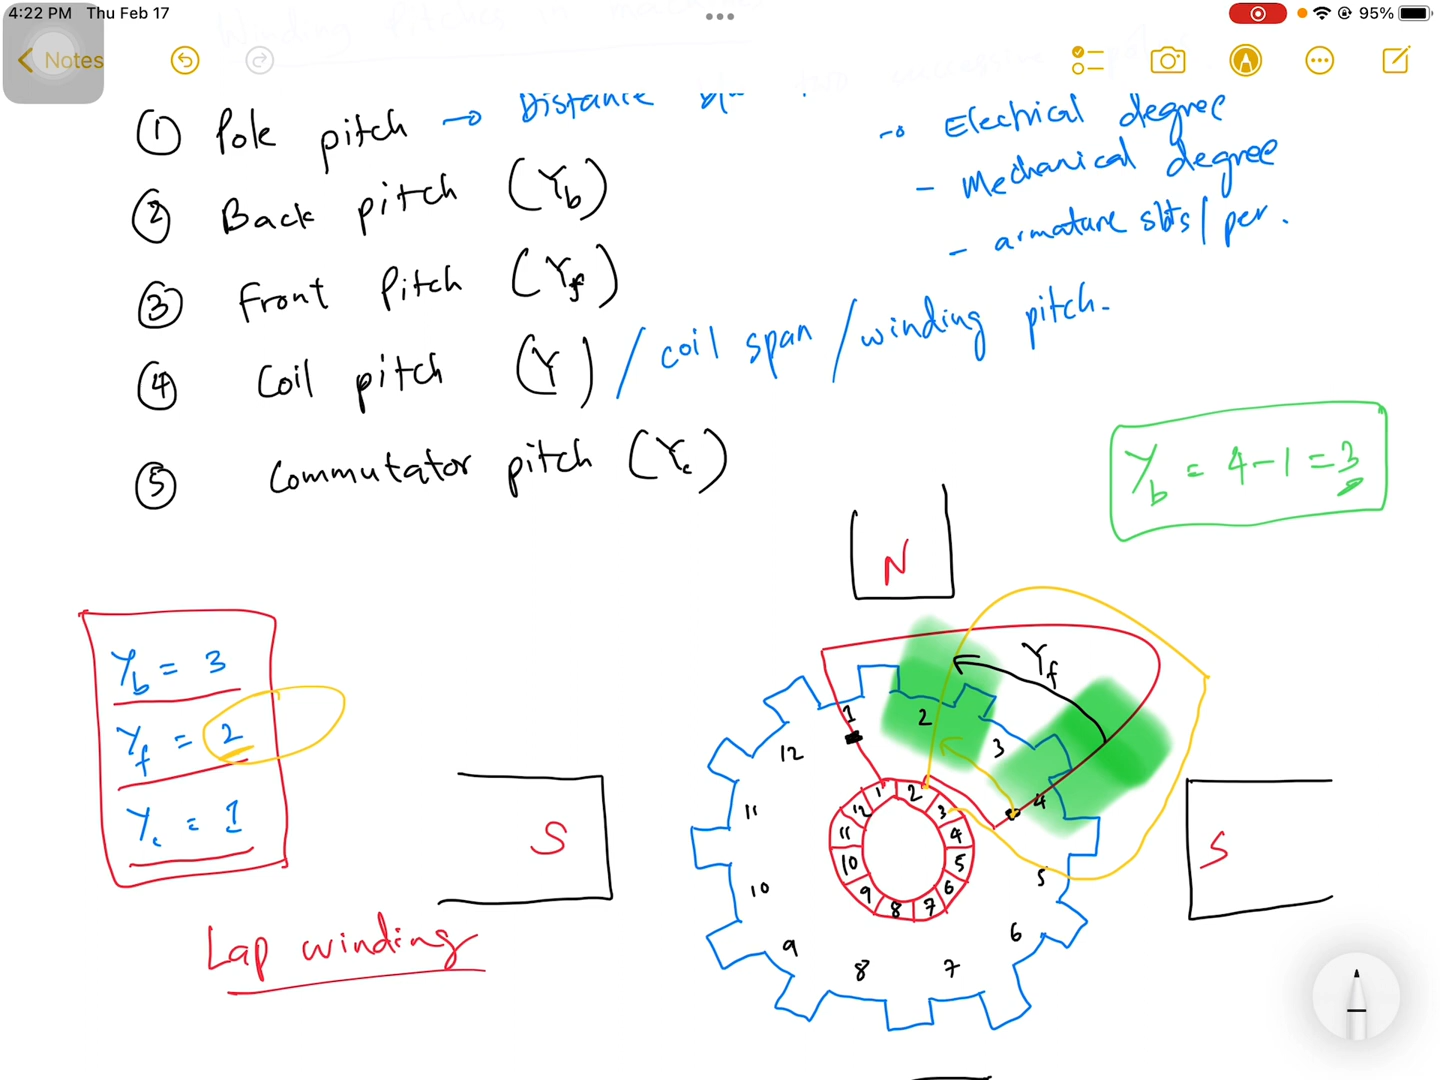 4:22 PM Thu Feb 17
95%
Notes
Winding Pitches in
① Pole pitch → Distance
→ Electrical degree
- Mechanical degree
- armature slots/per.
② Back pitch (Yb)
③ Front Pitch (Yf)
④ Coil pitch (Y) / coil span / winding pitch.
⑤ Commutator pitch (Yc)
Yb = 4-1 = 3
N
Yb = 3
Yf = 2
Yc = 1
Lap winding
S
S
Yf
1
2
3
4
5
6
7
8
9
10
11
12
1
2
3
4
5
6
7
8
9
10
11
12